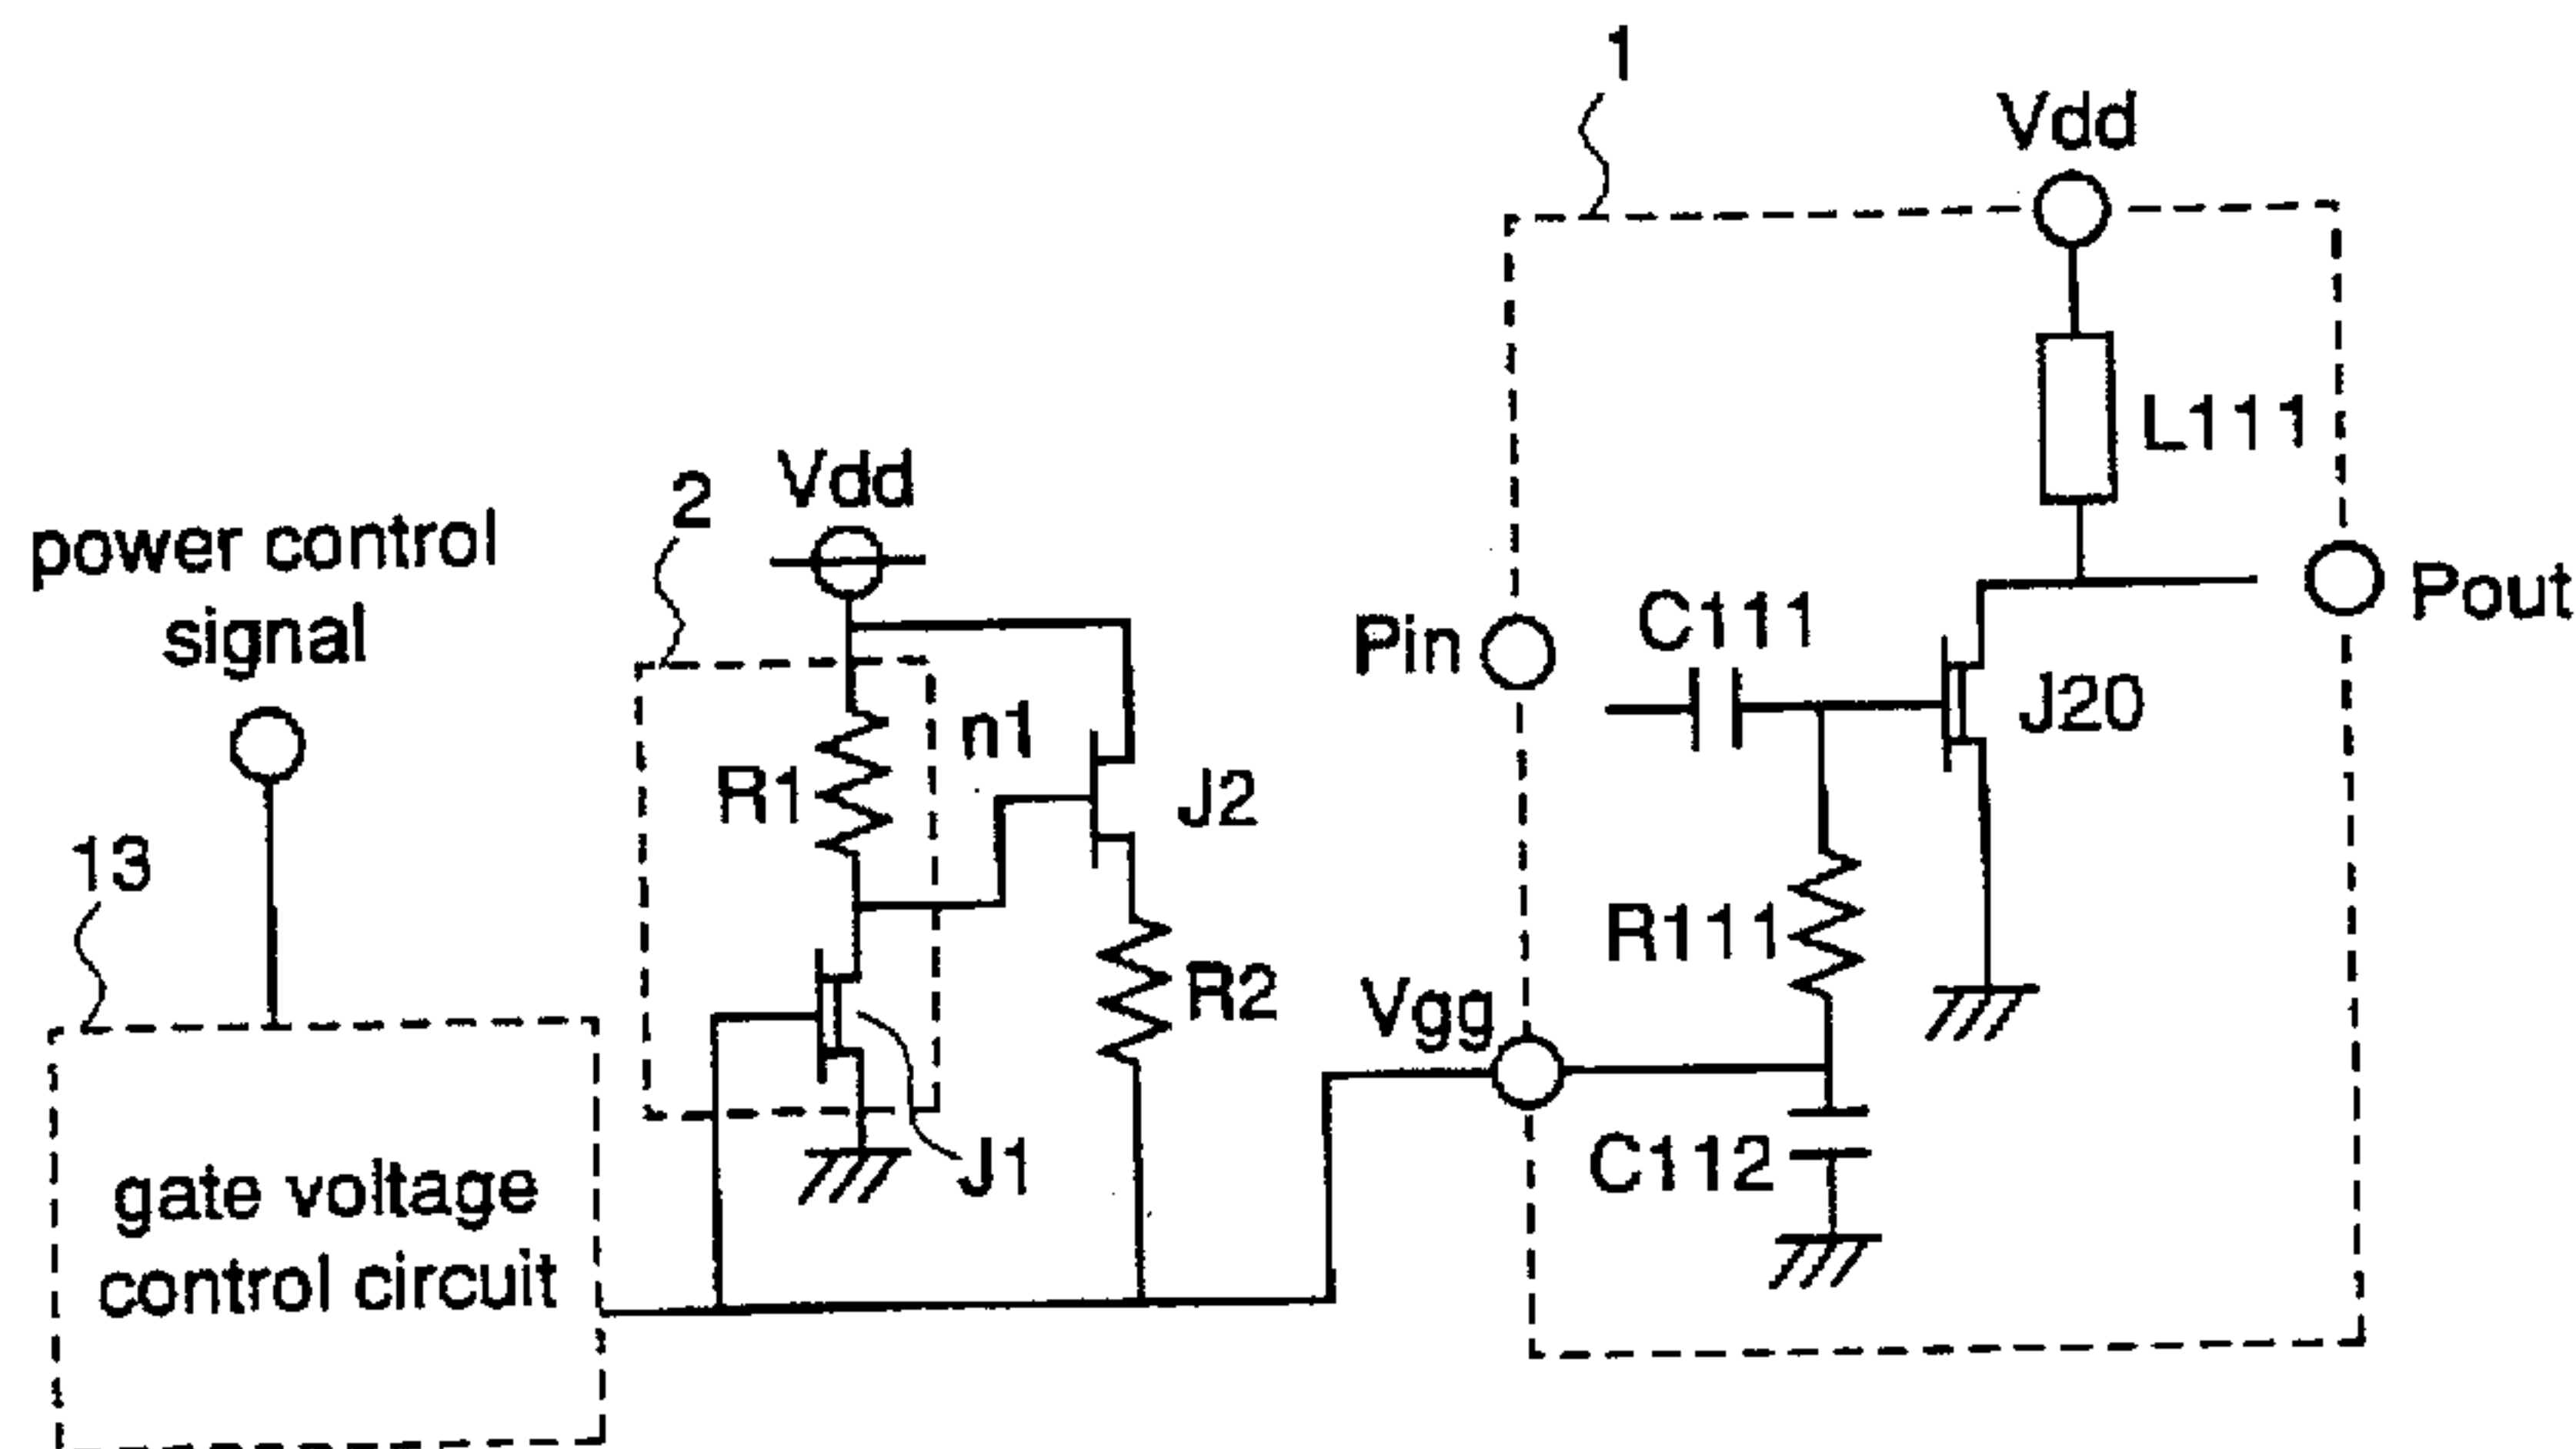 1
Vdd
L111
Pout
J20
Pin
C111
R111
Vgg
C112
2
Vdd
R1
n1
J2
R2
J1
power control
signal
13
gate voltage
control circuit